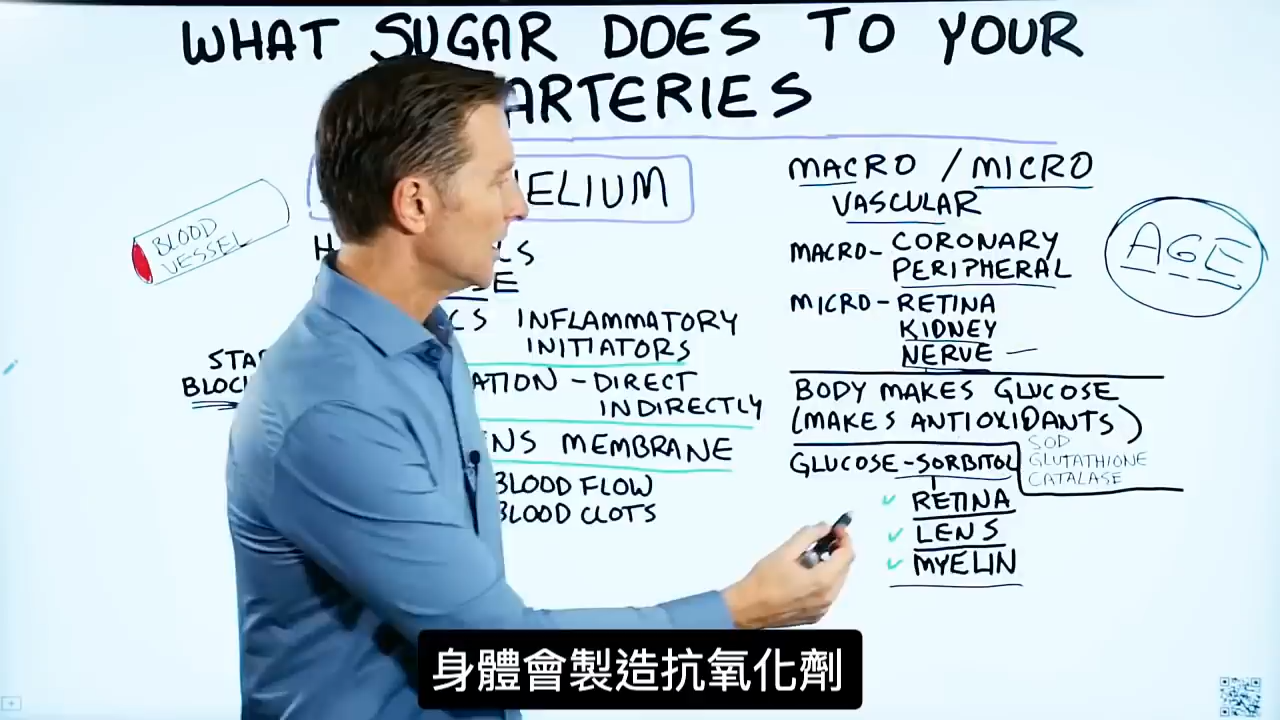 WHAT SUGAR DOES TO YOUR
ARTERIES
ELIUM
BLOOD
VESSEL
INFLAMMATORY
INITIATORS
DIRECT
INDIRECTLY
MEMBRANE
BLOOD FLOW
BLOOD CLOTS
MACRO / MICRO
VASCULAR
MACRO- CORONARY
PERIPHERAL
MICRO- RETINA
KIDNEY
NERVE —
AGE
BODY MAKES GLUCOSE
(MAKES ANTIOXIDANTS)
SOD
GLUTATHIONE
CATALASE
GLUCOSE-SORBITOL
RETINA
LENS
MYELIN
身體會製造抗氧化劑